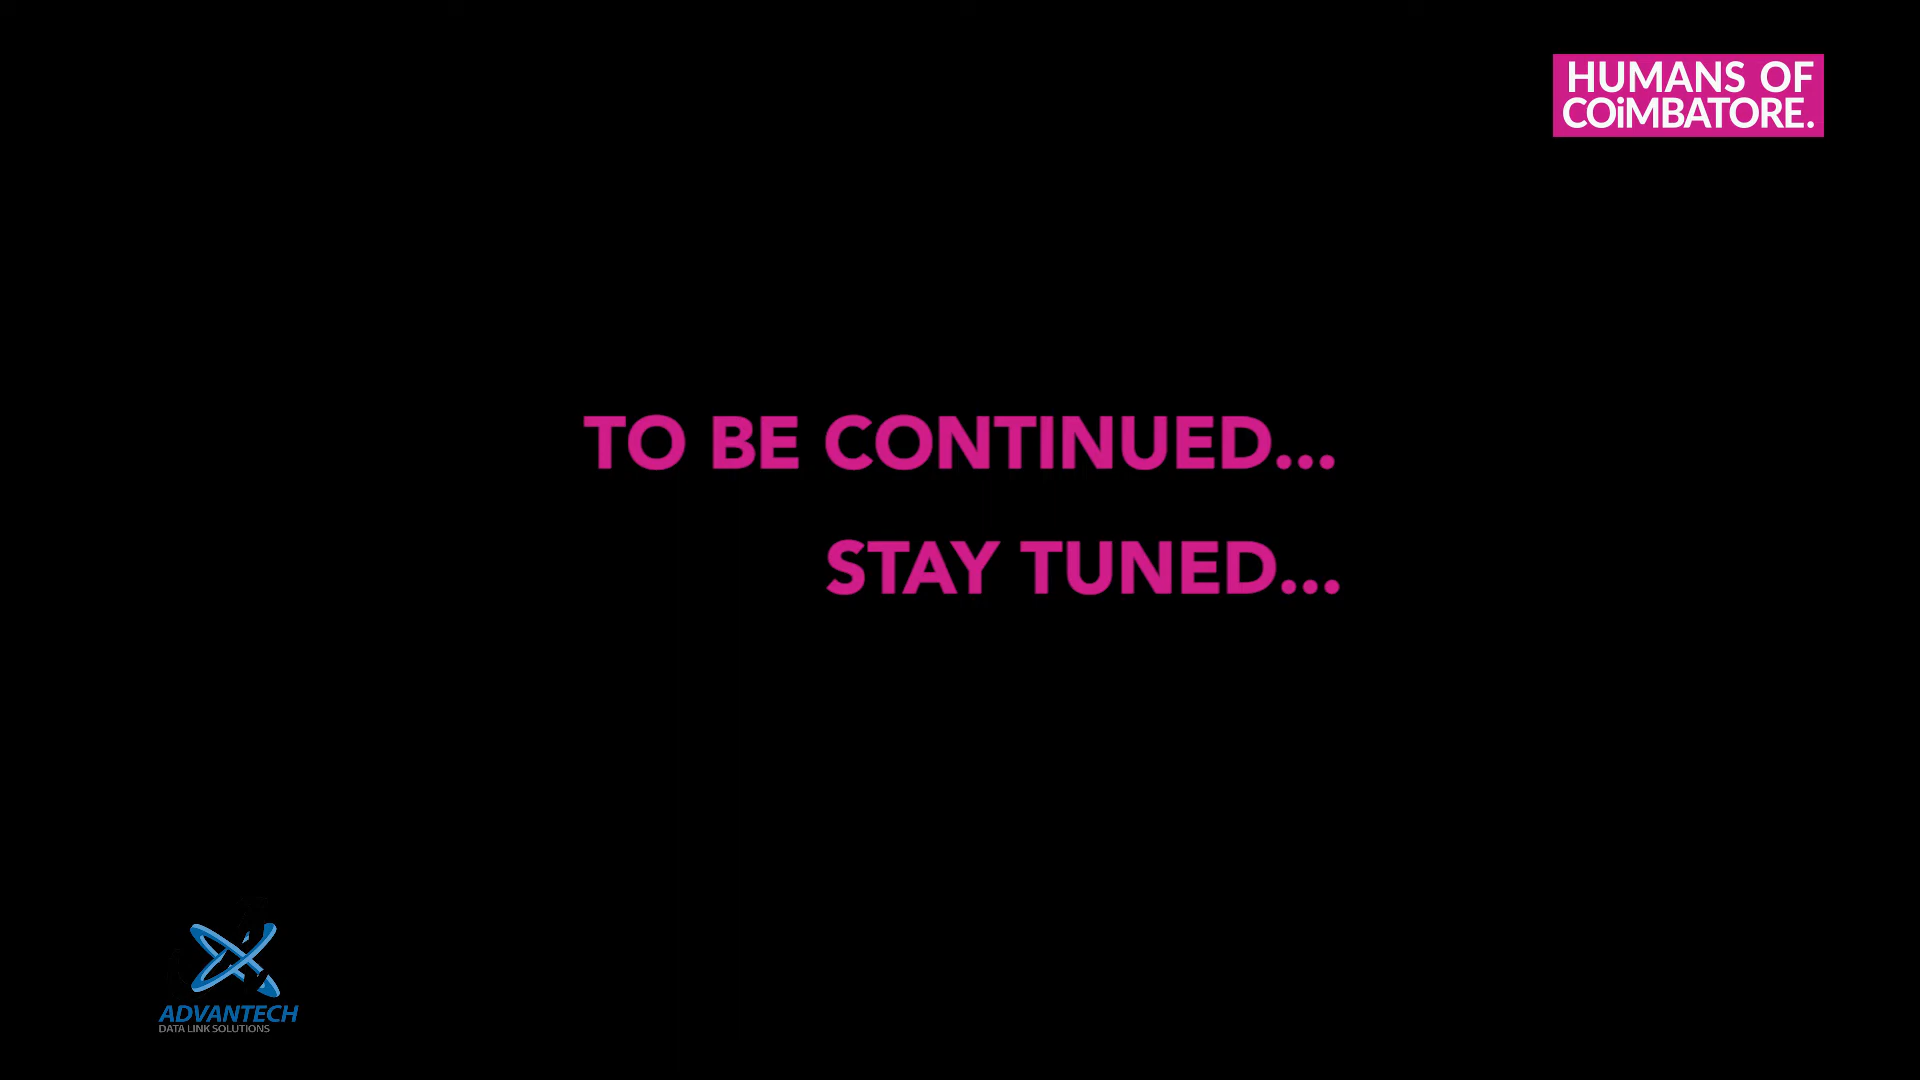 HUMANS OF
COiMBATORE.
TO BE CONTINUED...
STAY TUNED...
ADVANTECH
DATA LINK SOLUTIONS